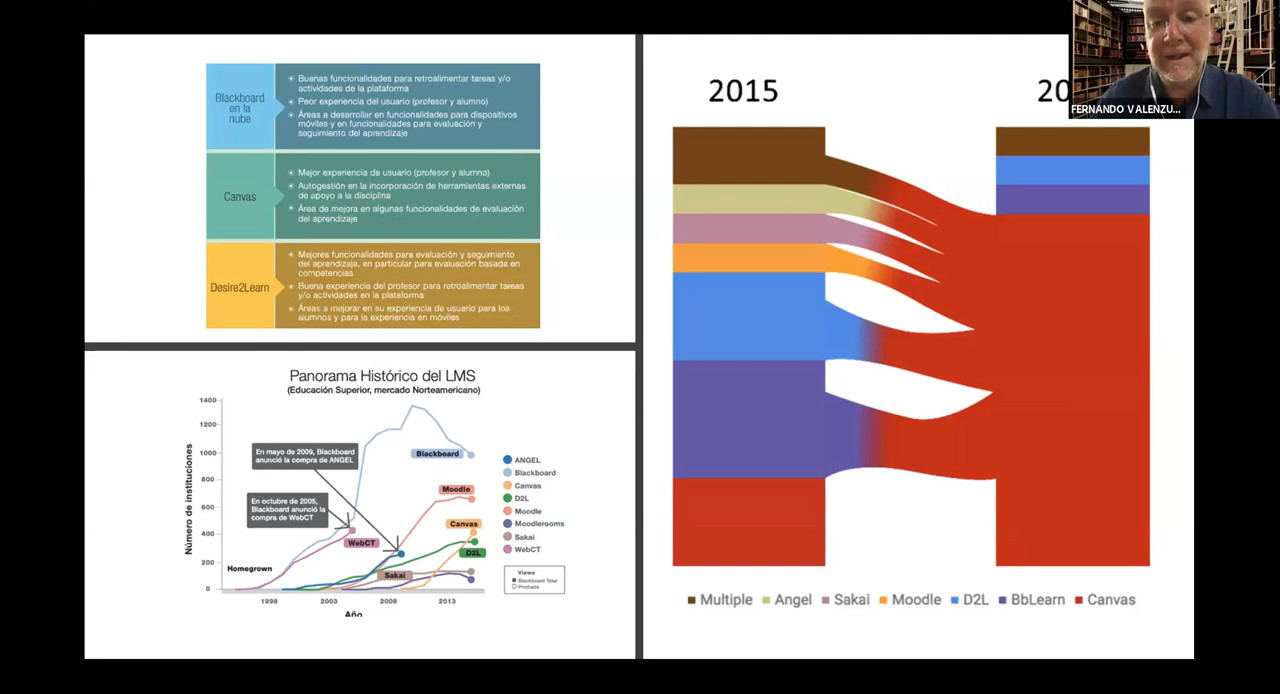 Blackboard
en la
nube
✳ Buenas funcionalidades para retroalimentar tareas y/o
actividades de la plataforma
✳ Peor experiencia del usuario (profesor y alumno)
✳ Áreas a desarrollar en funcionalidades para dispositivos
móviles y en funcionalidades para evaluación y
seguimiento del aprendizaje
Canvas
✳ Mejor experiencia de usuario (profesor y alumno)
✳ Autogestión en la incorporación de herramientas externas
de apoyo a la disciplina
✳ Área de mejora en algunas funcionalidades de evaluación
del aprendizaje
Desire2Learn
✳ Mejores funcionalidades para evaluación y seguimiento
del aprendizaje, en particular para evaluación basada en
competencias
✳ Buena experiencia del profesor para retroalimentar tareas
y/o actividades en la plataforma
✳ Áreas a mejorar en su experiencia de usuario para los
alumnos y para la experiencia en móviles
Panorama Histórico del LMS
(Educación Superior, mercado Norteamericano)
Número de instituciones
1400
1200
1000
800
600
400
200
0
En mayo de 2009, Blackboard
anunció la compra de ANGEL
En octubre de 2005,
Blackboard anunció la
compra de WebCT
Homegrown
WebCT
Sakai
Blackboard
Moodle
Canvas
D2L
1998
2003
2008
2013
Año
ANGEL
Blackboard
Canvas
D2L
Moodle
Moodlerooms
Sakai
WebCT
Views
Blackboard Total
Products
2015
20
FERNANDO VALENZU...
Multiple Angel Sakai Moodle D2L BbLearn Canvas